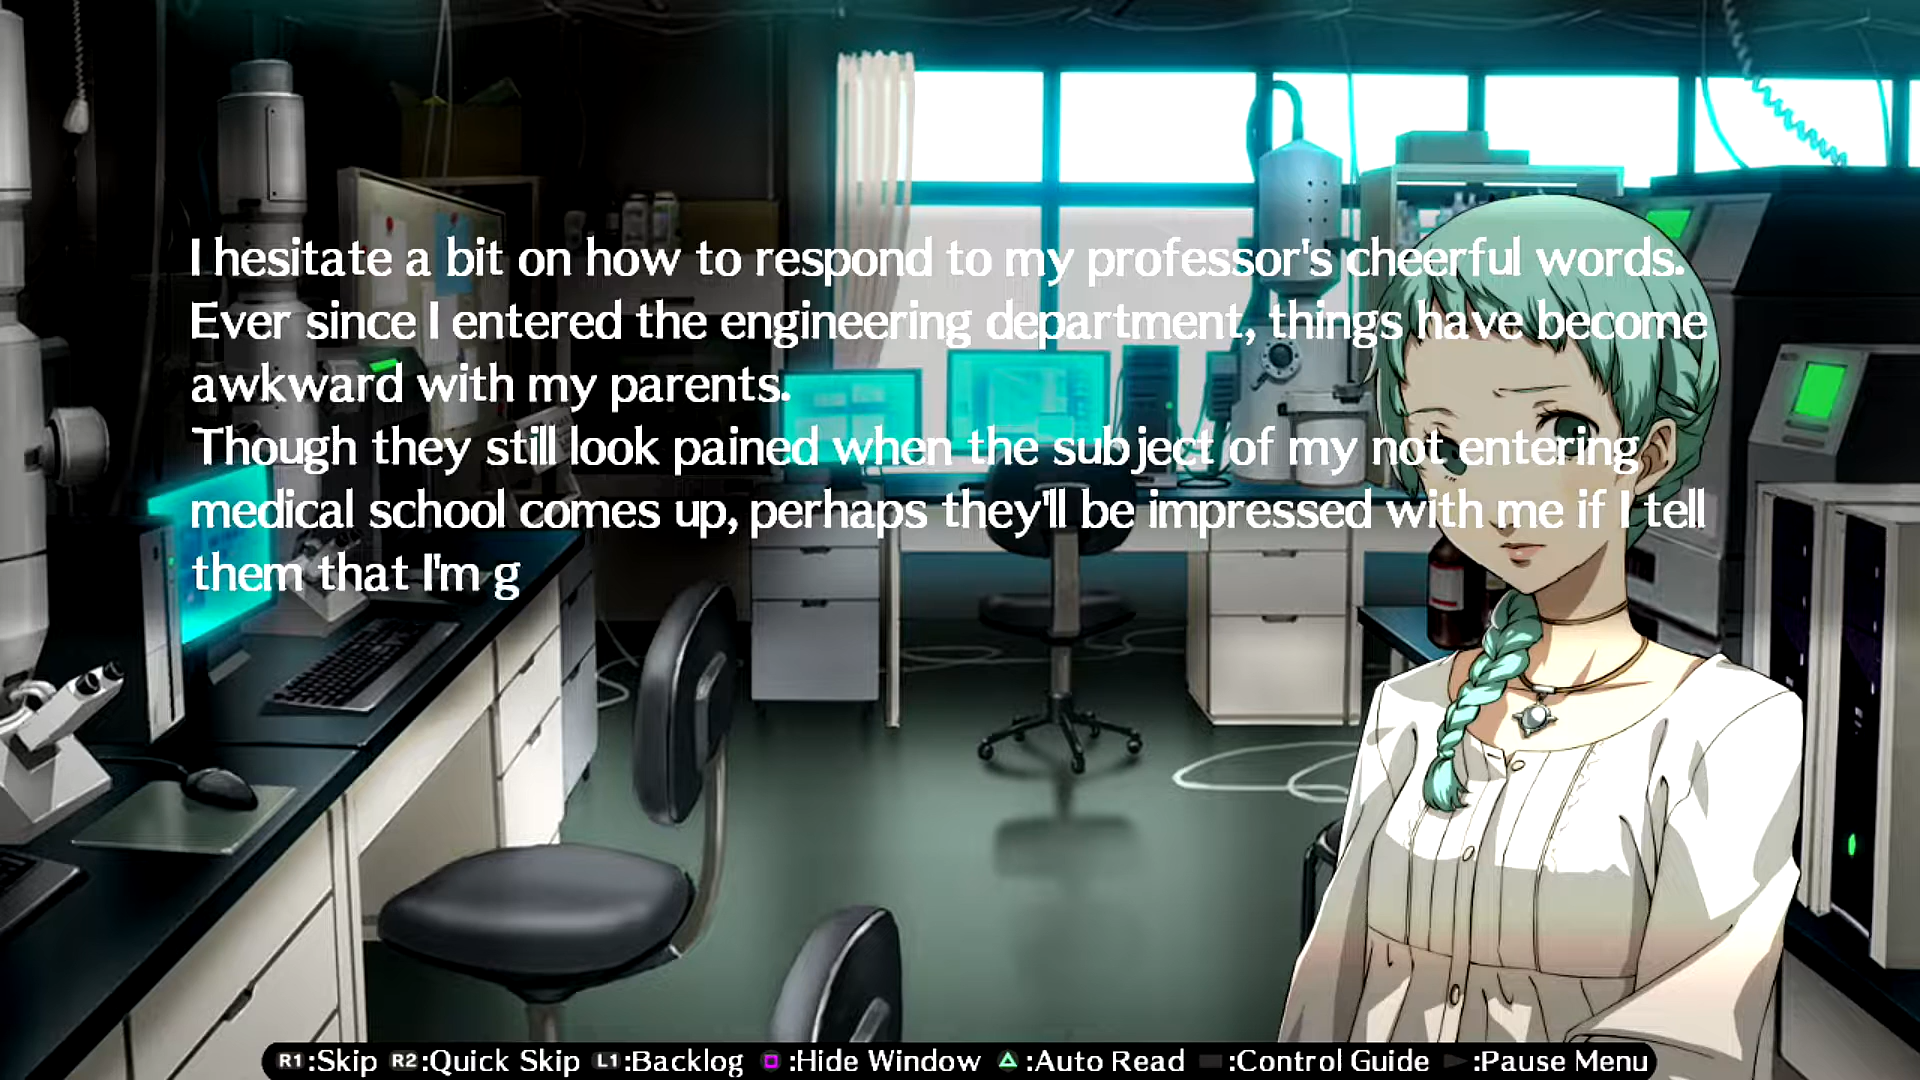 I hesitate a bit on how to respond to my professor's cheerful words.
Ever since I entered the engineering department, things have become
awkward with my parents.
Though they still look pained when the subject of my not entering
medical school comes up, perhaps they'll be impressed with me if I tell
them that I'm g
R1:Skip R2:Quick Skip L1:Backlog :Hide Window :Auto Read :Control Guide :Pause Menu